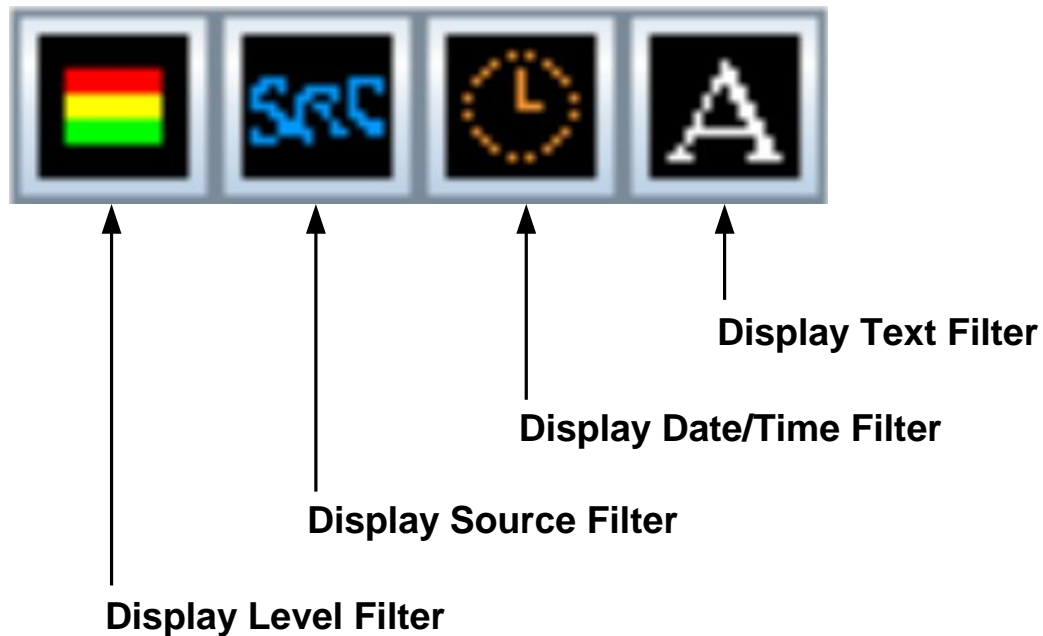 SRC
A
Display Text Filter
Display Date/Time Filter
Display Source Filter
Display Level Filter